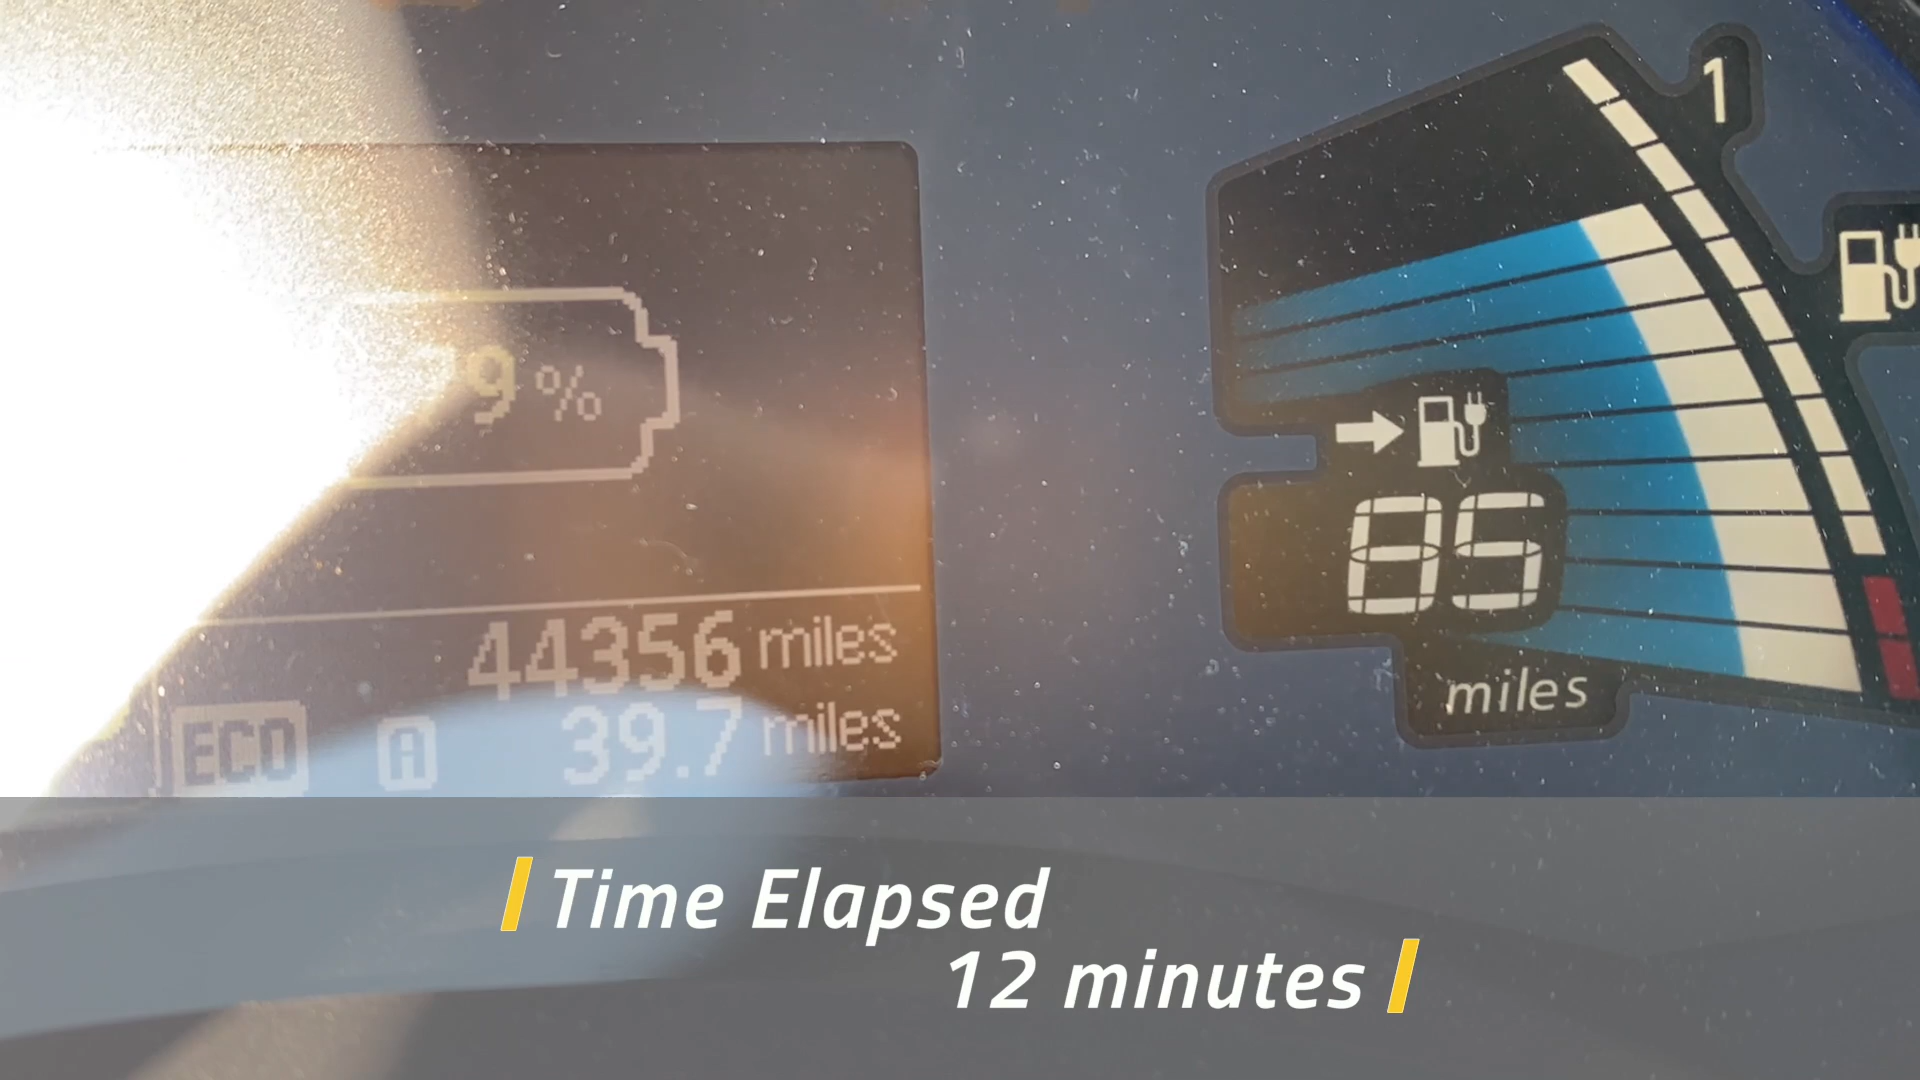 1
9 %
85
miles
44356 miles
ECO A 39.7 miles
Time Elapsed
12 minutes